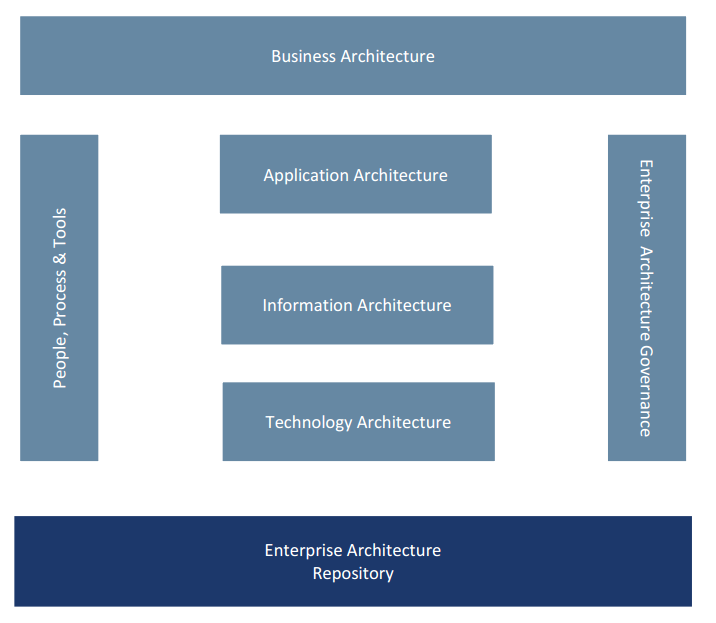 Business Architecture
People, Process & Tools
Application Architecture
Information Architecture
Technology Architecture
Enterprise Architecture Governance
Enterprise Architecture
Repository